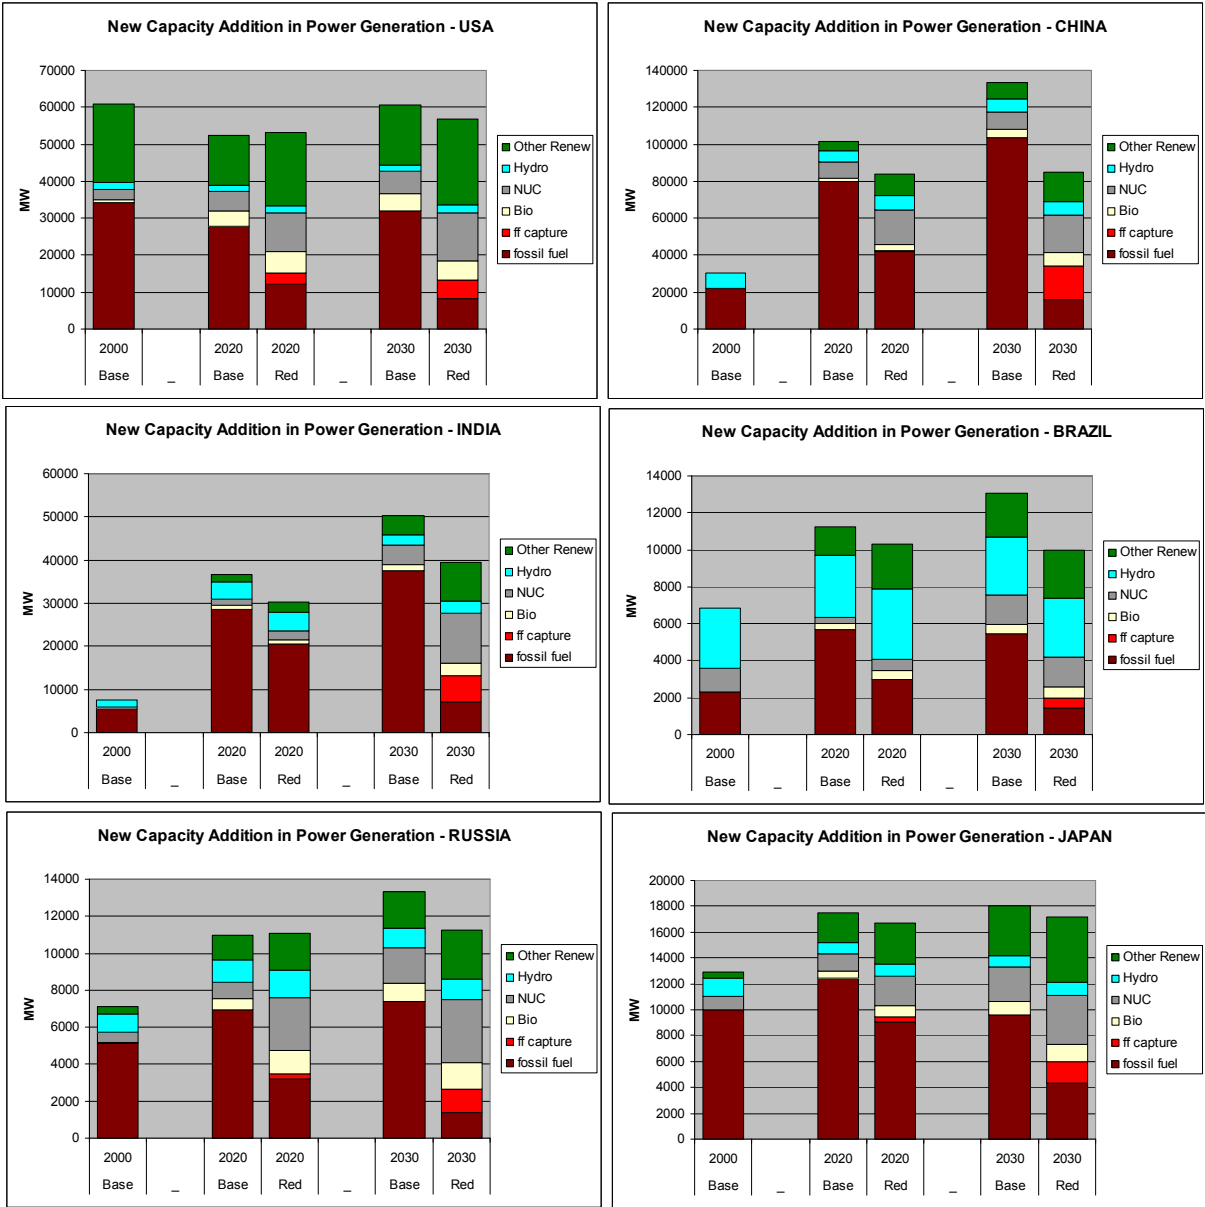 New Capacity Addition in Power Generation - USA
70000
60000
50000
40000
30000
20000
10000
0
MW
2000 2020 2020 2030 2030
Base _ Base Red _ Base Red
Other Renew
Hydro
NUC
Bio
ff capture
fossil fuel
New Capacity Addition in Power Generation - CHINA
140000
120000
100000
80000
60000
40000
20000
0
MW
2000 2020 2020 2030 2030
Base _ Base Red _ Base Red
Other Renew
Hydro
NUC
Bio
ff capture
fossil fuel
New Capacity Addition in Power Generation - INDIA
60000
50000
40000
30000
20000
10000
0
MW
2000 2020 2020 2030 2030
Base _ Base Red _ Base Red
Other Renew
Hydro
NUC
Bio
ff capture
fossil fuel
New Capacity Addition in Power Generation - BRAZIL
14000
12000
10000
8000
6000
4000
2000
0
MW
2000 2020 2020 2030 2030
Base _ Base Red _ Base Red
Other Renew
Hydro
NUC
Bio
ff capture
fossil fuel
New Capacity Addition in Power Generation - RUSSIA
14000
12000
10000
8000
6000
4000
2000
0
MW
2000 2020 2020 2030 2030
Base _ Base Red _ Base Red
Other Renew
Hydro
NUC
Bio
ff capture
fossil fuel
New Capacity Addition in Power Generation - JAPAN
20000
18000
16000
14000
12000
10000
8000
6000
4000
2000
0
MW
2000 2020 2020 2030 2030
Base _ Base Red _ Base Red
Other Renew
Hydro
NUC
Bio
ff capture
fossil fuel